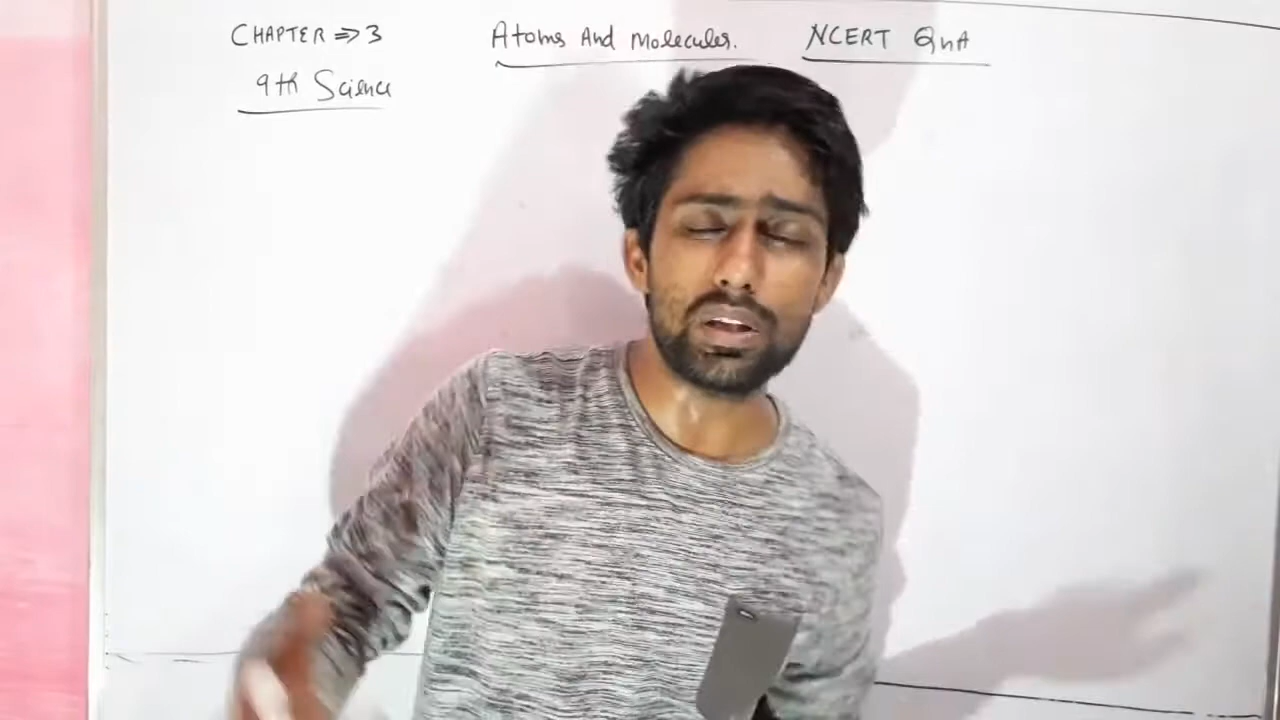 CHAPTER ⇒ 3 Atoms And Molecules. NCERT QnA
9th Science